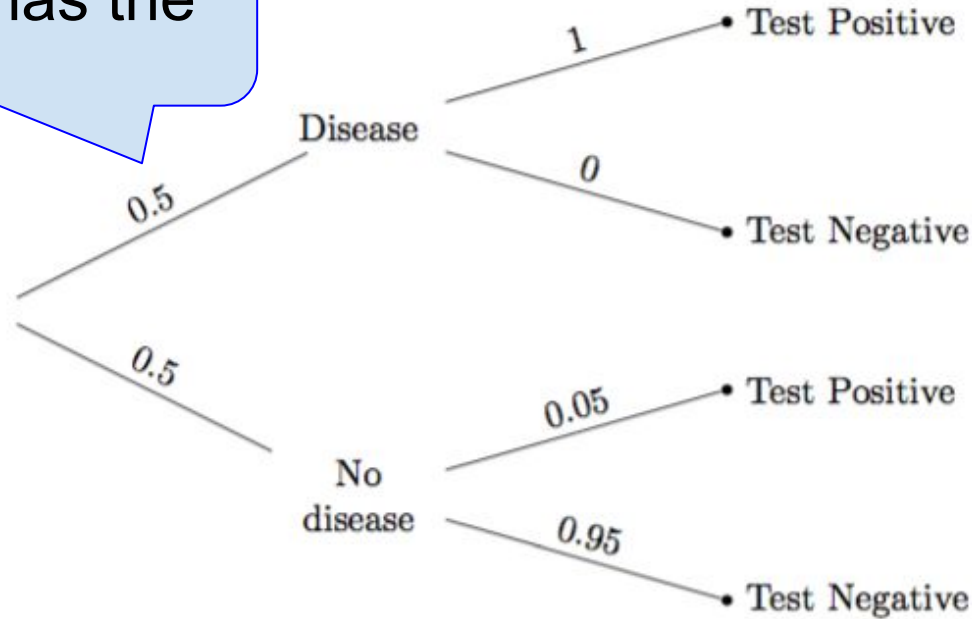 has the
1
Test Positive
Disease
0
0.5
Test Negative
0.5
0.05
Test Positive
No
disease
0.95
Test Negative